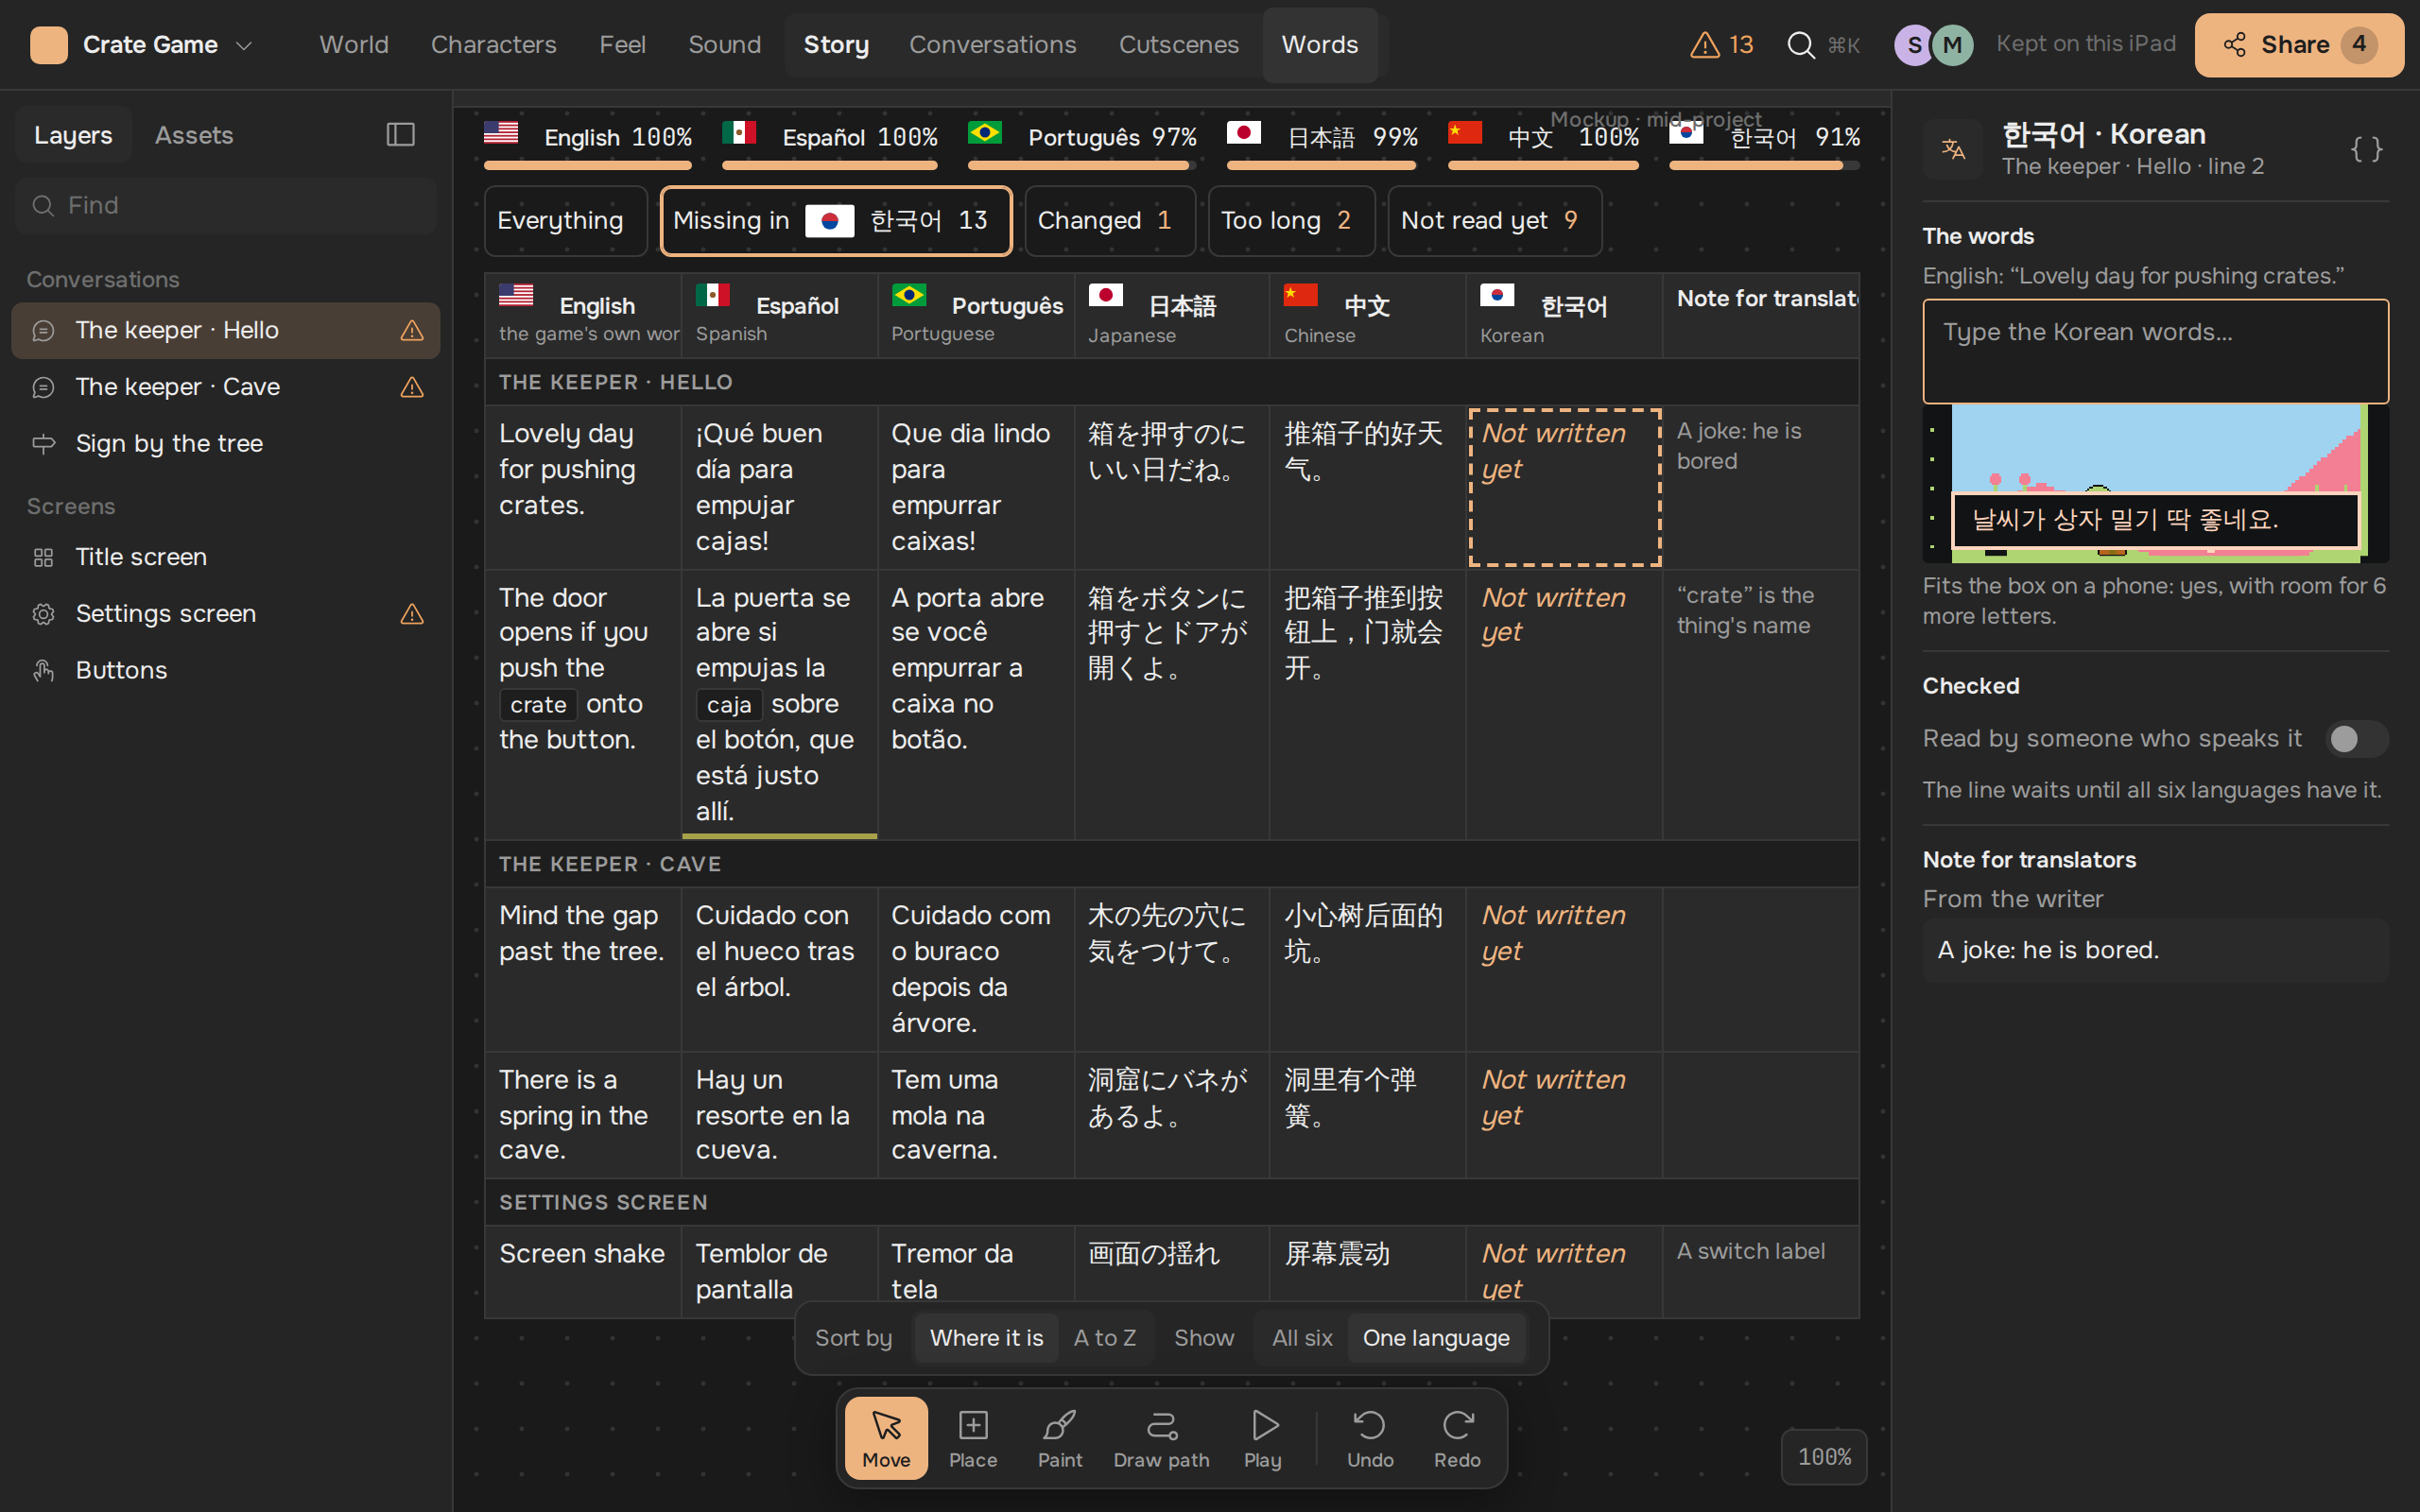 Crate Game
World
Characters
Feel
Sound
Story
Conversations
Cutscenes
Words
13
⌘K
S
M
Kept on this iPad
Share 4
Layers
Assets
Find
Conversations
The keeper · Hello
The keeper · Cave
Sign by the tree
Screens
Title screen
Settings screen
Buttons
Mockup · mid-project
English 100%
Español 100%
Português 97%
日本語 99%
中文 100%
한국어 91%
Everything
Missing in 한국어 13
Changed 1
Too long 2
Not read yet 9
English
the game's own wor
Español
Spanish
Português
Portuguese
日本語
Japanese
中文
Chinese
한국어
Korean
Note for translat
THE KEEPER · HELLO
Lovely day
for pushing
crates.
¡Qué buen
día para
empujar
cajas!
Que dia lindo
para
empurrar
caixas!
箱を押すのに
いい日だね。
推箱子的好天
气。
Not written
yet
A joke: he is
bored
The door
opens if you
push the
crate onto
the button.
La puerta se
abre si
empujas la
caja sobre
el botón, que
está justo
allí.
A porta abre
se você
empurrar a
caixa no
botão.
箱をボタンに
押すとドアが
開くよ。
把箱子推到按
钮上，门就会
开。
Not written
yet
“crate” is the
thing's name
THE KEEPER · CAVE
Mind the gap
past the tree.
Cuidado con
el hueco tras
el árbol.
Cuidado com
o buraco
depois da
árvore.
木の先の穴に
気をつけて。
小心树后面的
坑。
Not written
yet
There is a
spring in the
cave.
Hay un
resorte en la
cueva.
Tem uma
mola na
caverna.
洞窟にバネが
あるよ。
洞里有个弹
簧。
Not written
yet
SETTINGS SCREEN
Screen shake
Temblor de
pantalla
Tremor da
tela
画面の揺れ
屏幕震动
Not written
yet
A switch label
Sort by
Where it is
A to Z
Show
All six
One language
Move
Place
Paint
Draw path
Play
Undo
Redo
100%
한국어 · Korean
The keeper · Hello · line 2
{ }
The words
English: “Lovely day for pushing crates.”
Type the Korean words…
날씨가 상자 밀기 딱 좋네요.
Fits the box on a phone: yes, with room for 6
more letters.
Checked
Read by someone who speaks it
The line waits until all six languages have it.
Note for translators
From the writer
A joke: he is bored.